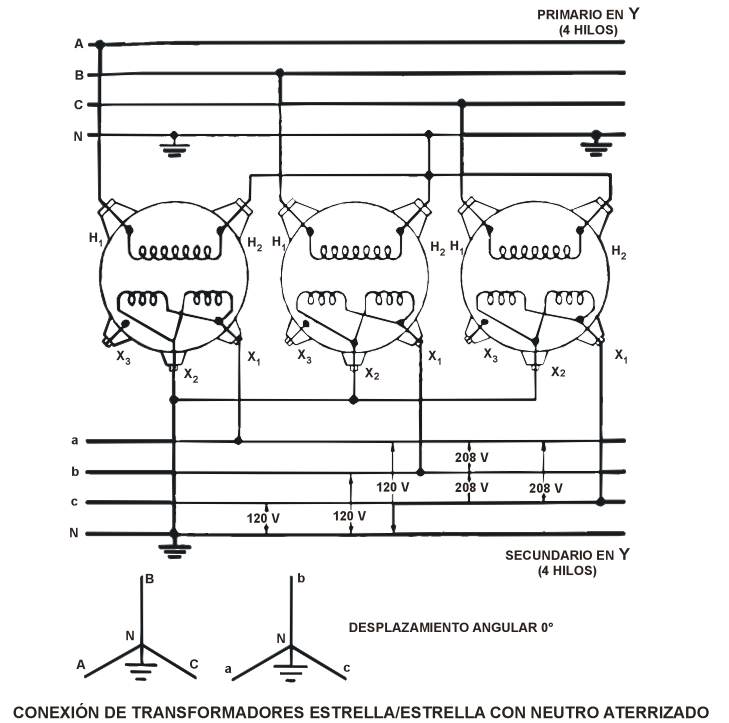 PRIMARIO EN Y
(4 HILOS)
A
B
C
N
H1 H2 H1 H2 H1 H2
X3 X2 X1 X3 X2 X1 X3 X2 X1
a
b
c
N
208 V
120 V 208 V 208 V
120 V 120 V
SECUNDARIO EN Y
(4 HILOS)
B b
N N
A C a c
DESPLAZAMIENTO ANGULAR 0°
CONEXIÓN DE TRANSFORMADORES ESTRELLA/ESTRELLA CON NEUTRO ATERRIZADO